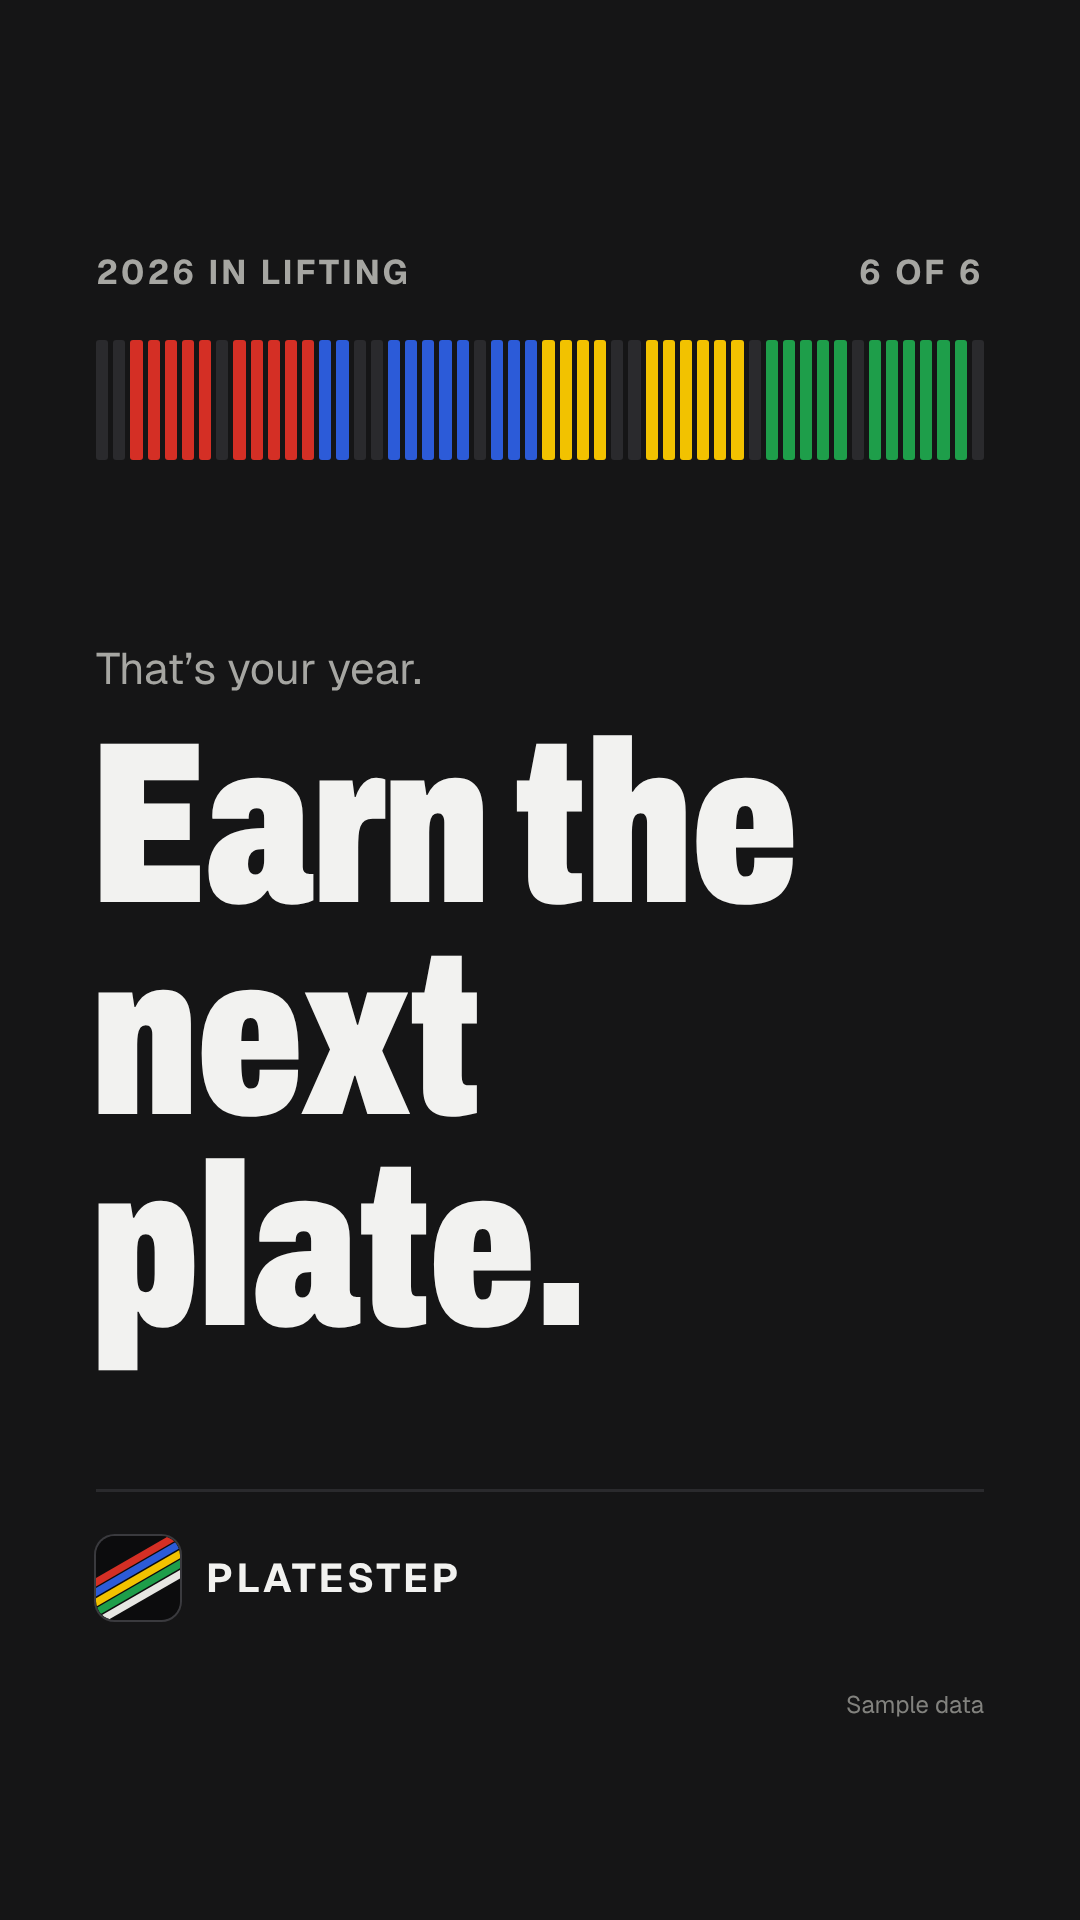 2026 IN LIFTING
6 OF 6
That’s your year.
Earn the
next
plate.
PLATESTEP
Sample data